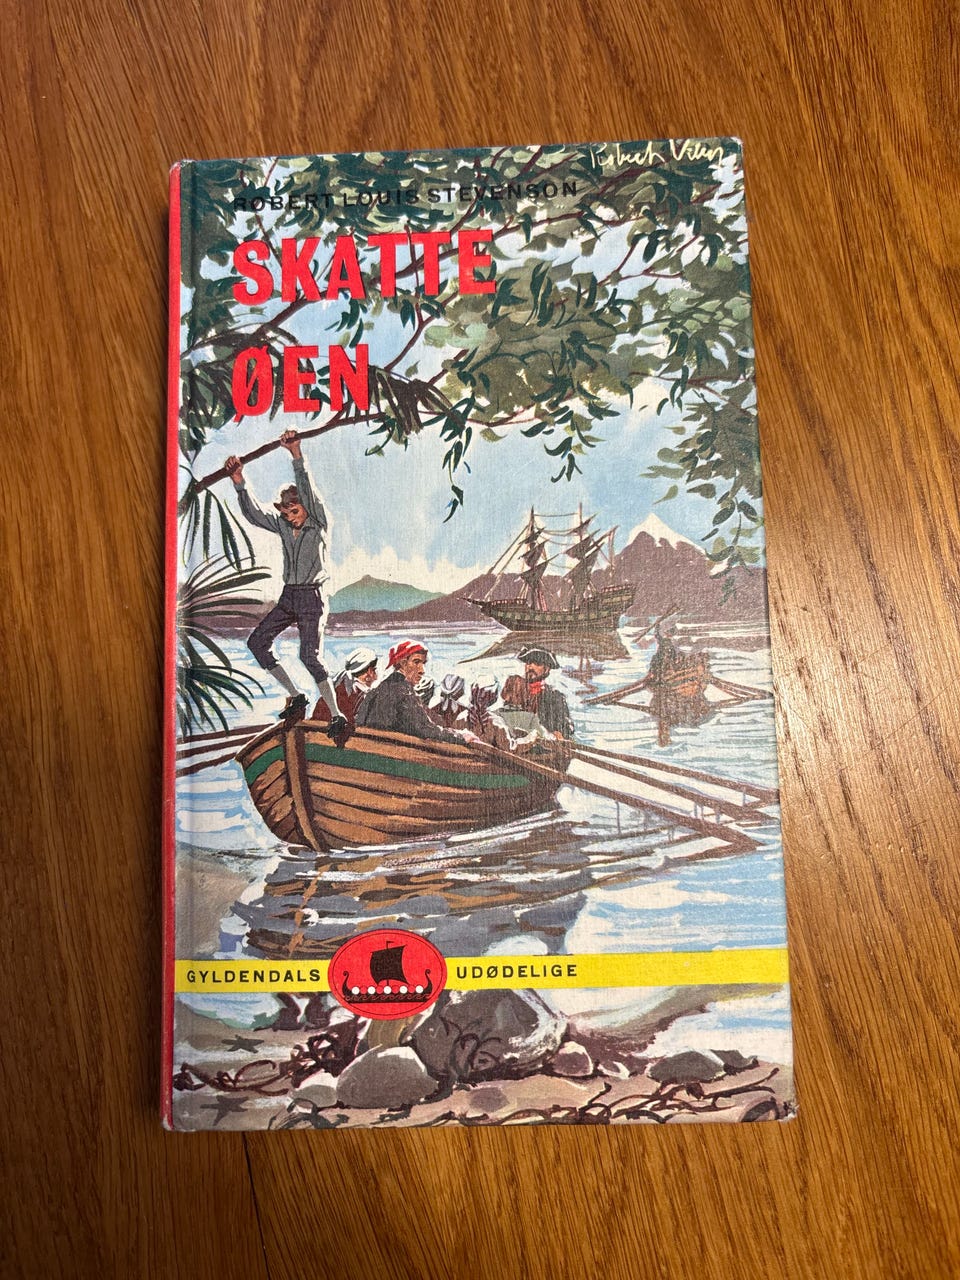 ROBERT LOUIS STEVENSON
SKATTE
ØEN
GYLDENDALS UDØDELIGE